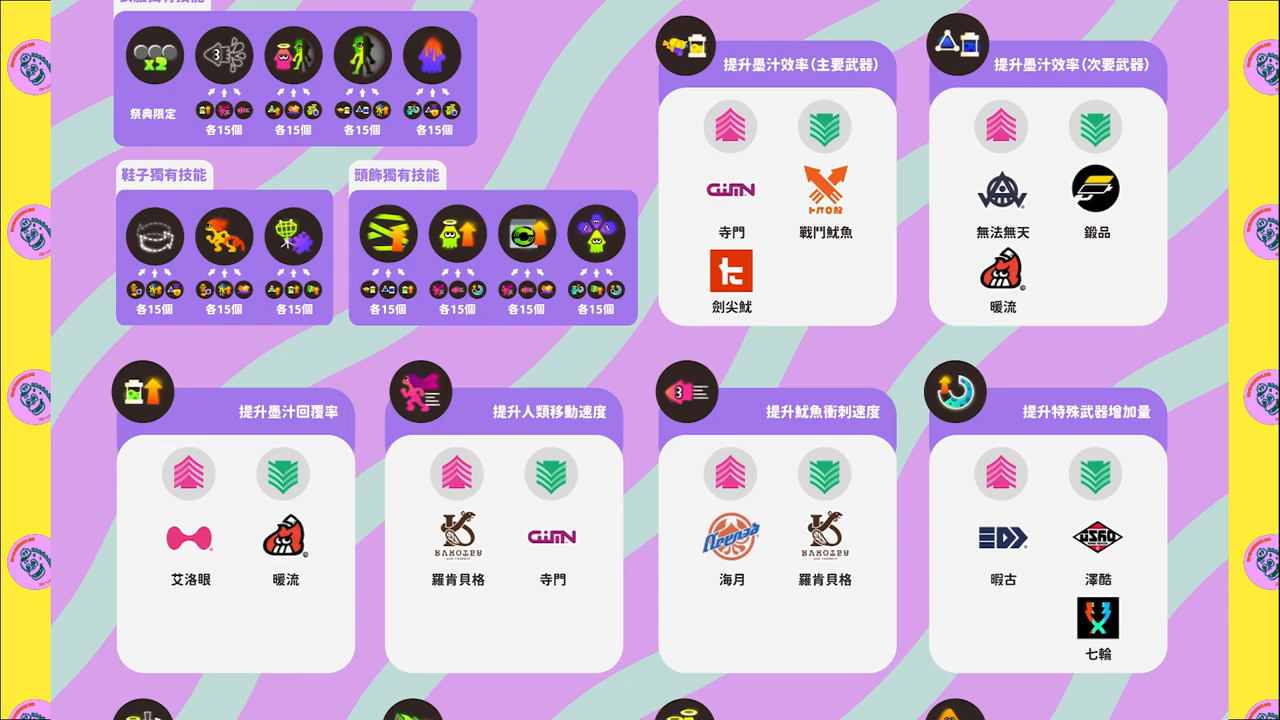 x2
3
祭典限定
各15個
各15個
各15個
各15個
鞋子獨有技能
各15個
各15個
各15個
頭飾獨有技能
各15個
各15個
各15個
各15個
提升墨汁效率(主要武器)
寺門
戰鬥魷魚
劍尖魷
提升墨汁效率(次要武器)
無法無天
鍛品
暖流
提升墨汁回覆率
艾洛眼
暖流
提升人類移動速度
羅肯貝格
寺門
提升魷魚衝刺速度
3
海月
羅肯貝格
提升特殊武器增加量
暇古
澤酷
七輪